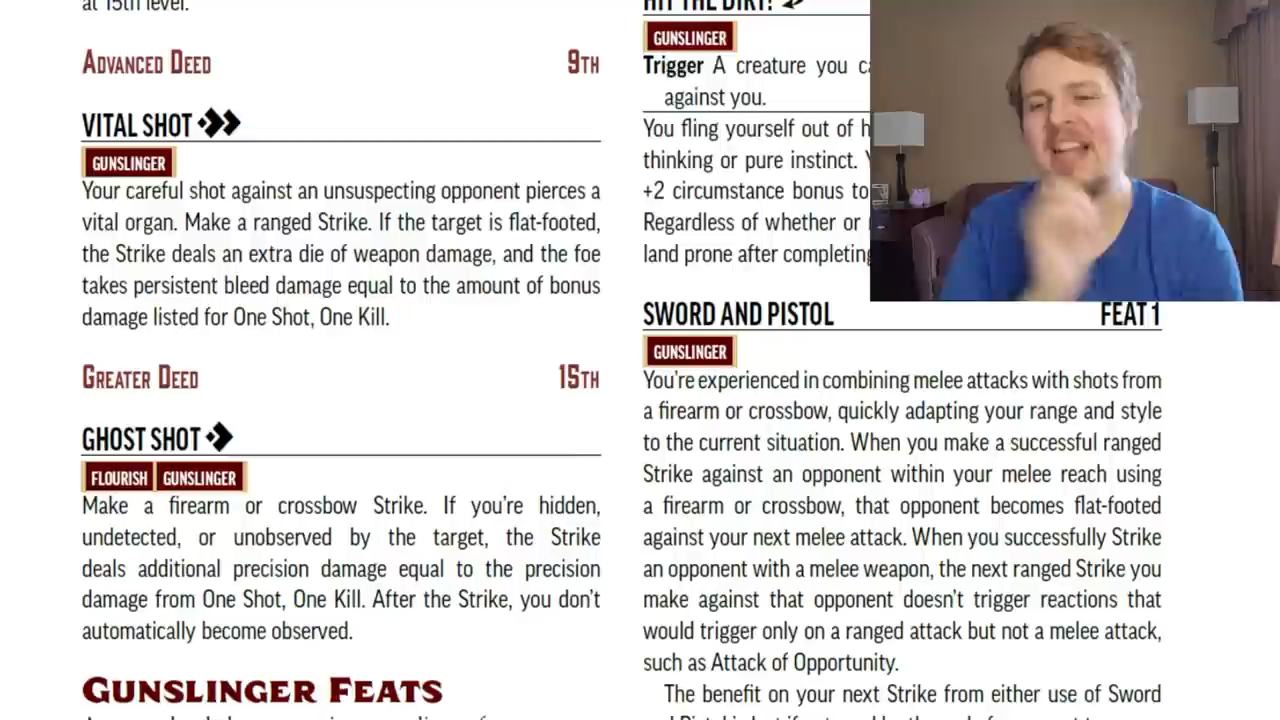 at 15th level.
ADVANCED DEED 9TH
VITAL SHOT
GUNSLINGER
Your careful shot against an unsuspecting opponent pierces a
vital organ. Make a ranged Strike. If the target is flat-footed,
the Strike deals an extra die of weapon damage, and the foe
takes persistent bleed damage equal to the amount of bonus
damage listed for One Shot, One Kill.
GREATER DEED 15TH
GHOST SHOT
FLOURISH GUNSLINGER
Make a firearm or crossbow Strike. If you're hidden,
undetected, or unobserved by the target, the Strike
deals additional precision damage equal to the precision
damage from One Shot, One Kill. After the Strike, you don't
automatically become observed.
GUNSLINGER FEATS
HIT THE DIRT!
GUNSLINGER
Trigger A creature you
against you.
You fling yourself out of
thinking or pure instinct.
+2 circumstance bonus to
Regardless of whether or
land prone after completing
SWORD AND PISTOL FEAT 1
GUNSLINGER
You're experienced in combining melee attacks with shots from
a firearm or crossbow, quickly adapting your range and style
to the current situation. When you make a successful ranged
Strike against an opponent within your melee reach using
a firearm or crossbow, that opponent becomes flat-footed
against your next melee attack. When you successfully Strike
an opponent with a melee weapon, the next ranged Strike you
make against that opponent doesn't trigger reactions that
would trigger only on a ranged attack but not a melee attack,
such as Attack of Opportunity.
The benefit on your next Strike from either use of Sword